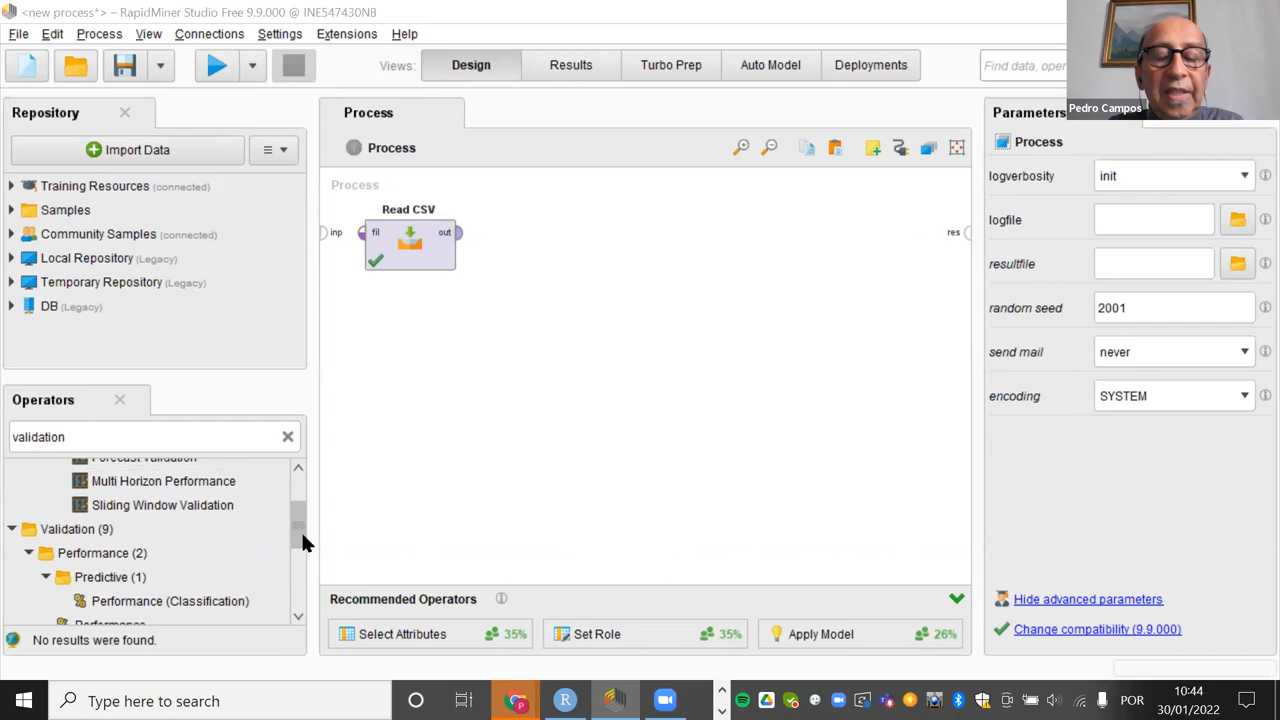 <new process*> – RapidMiner Studio Free 9.9.000 @ INE547430N8
File Edit Process View Connections Settings Extensions Help
Views: Design Results Turbo Prep Auto Model Deployments Find data, oper
Pedro Campos
Repository
Import Data
Training Resources (connected)
Samples
Community Samples (connected)
Local Repository (Legacy)
Temporary Repository (Legacy)
DB (Legacy)
Operators
validation
Forecast Validation
Multi Horizon Performance
Sliding Window Validation
Validation (9)
Performance (2)
Predictive (1)
Performance (Classification)
Performance
No results were found.
Process
Process
Process
Read CSV
inp fil out res
Recommended Operators
Select Attributes 35% Set Role 35% Apply Model 26%
Parameters
Process
logverbosity init
logfile
resultfile
random seed 2001
send mail never
encoding SYSTEM
Hide advanced parameters
Change compatibility (9.9.000)
Type here to search
POR
10:44
30/01/2022